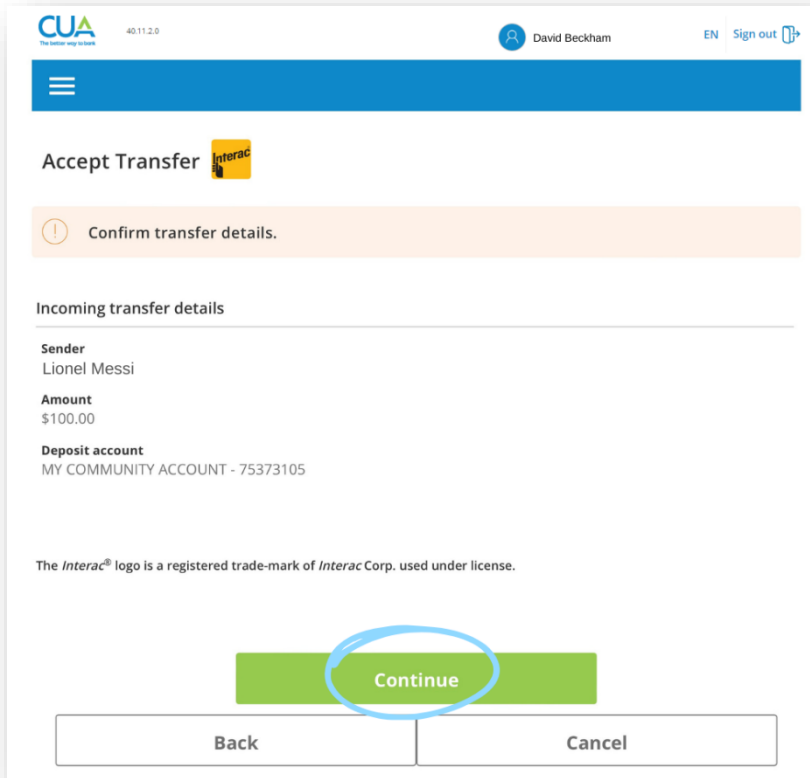 CUA
The better way to bank
40.11.2.0
David Beckham
EN
Sign out
Accept Transfer
Interac
Confirm transfer details.
Incoming transfer details
Sender
Lionel Messi
Amount
$100.00
Deposit account
MY COMMUNITY ACCOUNT - 75373105
The Interac® logo is a registered trade-mark of Interac Corp. used under license.
Continue
Back
Cancel